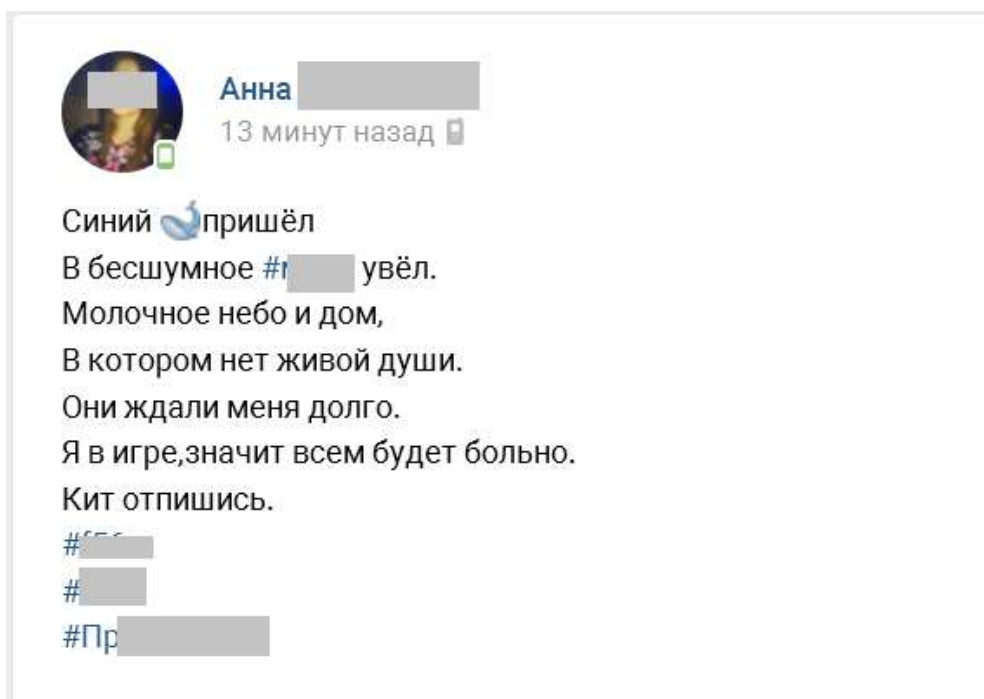 Анна
13 минут назад
Синий пришёл
В бесшумное увёл.
Молочное небо и дом,
В котором нет живой души.
Они ждали меня долго.
Я в игре,значит всем будет больно.
Кит отпишись.
#
#
#Пр